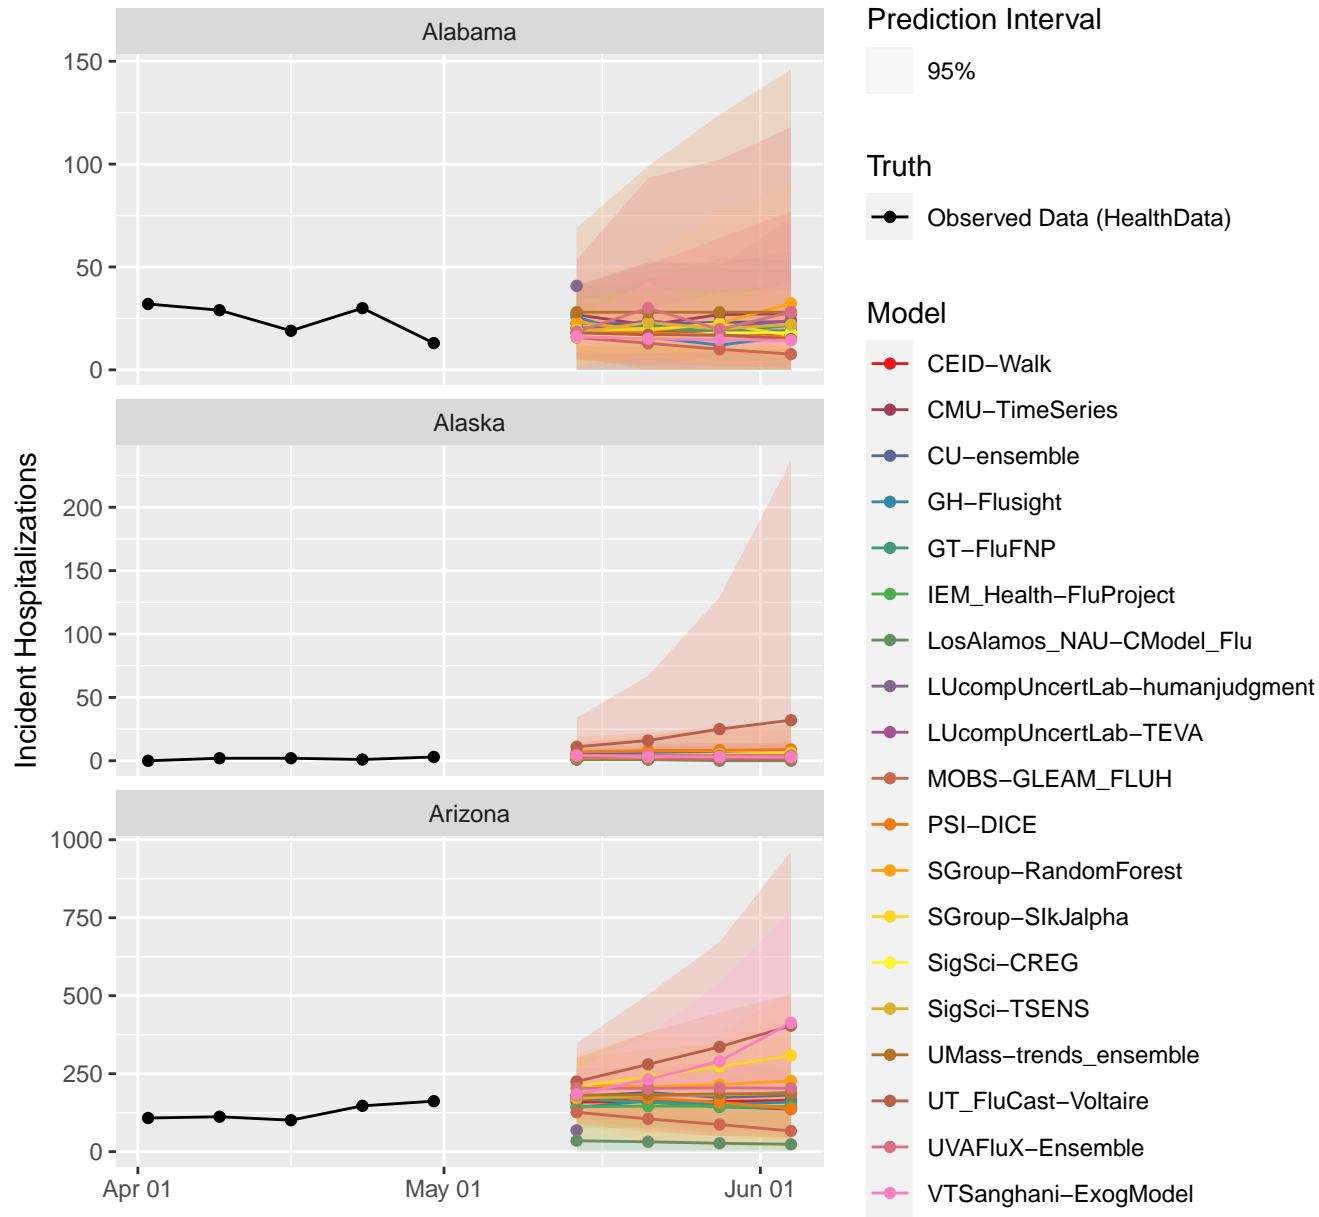 Alabama
150
100
50
0
Alaska
200
150
100
50
0
Arizona
1000
750
500
250
0
Apr 01
May 01
Jun 01
Incident Hospitalizations
Prediction Interval
95%
Truth
Observed Data (HealthData)
Model
CEID−Walk
CMU−TimeSeries
CU−ensemble
GH−Flusight
GT−FluFNP
IEM_Health−FluProject
LosAlamos_NAU−CModel_Flu
LUcompUncertLab−humanjudgment
LUcompUncertLab−TEVA
MOBS−GLEAM_FLUH
PSI−DICE
SGroup−RandomForest
SGroup−SIkJalpha
SigSci−CREG
SigSci−TSENS
UMass−trends_ensemble
UT_FluCast−Voltaire
UVAFluX−Ensemble
VTSanghani−ExogModel